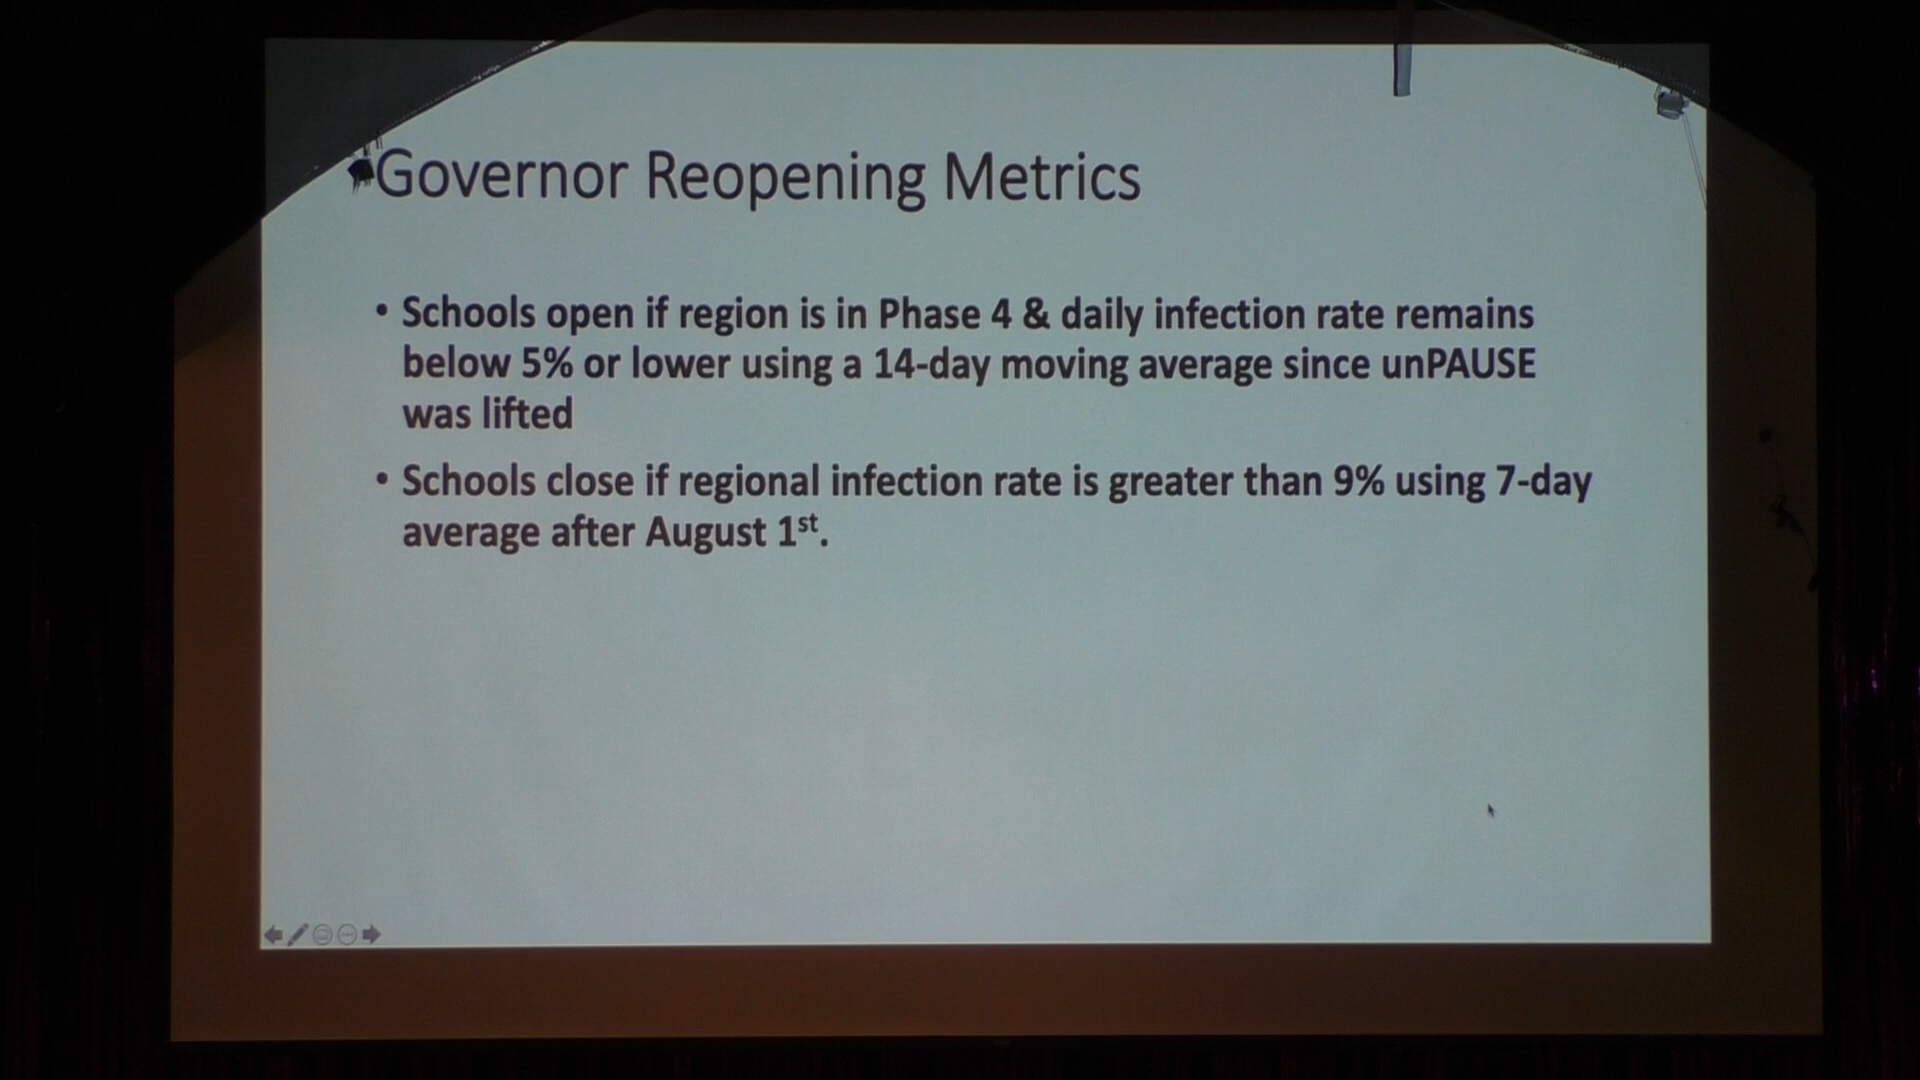 Governor Reopening Metrics
• Schools open if region is in Phase 4 & daily infection rate remains
below 5% or lower using a 14-day moving average since unPAUSE
was lifted
• Schools close if regional infection rate is greater than 9% using 7-day
average after August 1st.